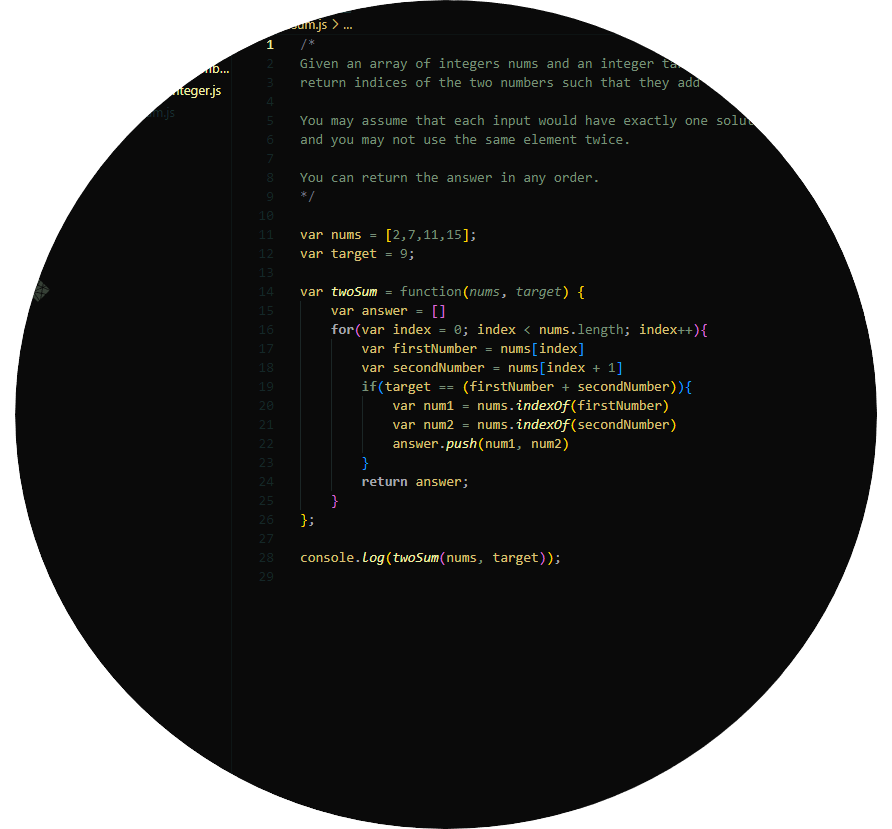 sum.js > ...
mb...
nteger.js
m.js
1 /*
2 Given an array of integers nums and an integer
3 return indices of the two numbers such that they add
4
5 You may assume that each input would have exactly one
6 and you may not use the same element twice.
7
8 You can return the answer in any order.
9 */
10
11 var nums = [2,7,11,15];
12 var target = 9;
13
14 var twoSum = function(nums, target) {
15 var answer = []
16 for(var index = 0; index < nums.length; index++){
17 var firstNumber = nums[index]
18 var secondNumber = nums[index + 1]
19 if(target == (firstNumber + secondNumber)){
20 var num1 = nums.indexOf(firstNumber)
21 var num2 = nums.indexOf(secondNumber)
22 answer.push(num1, num2)
23 }
24 return answer;
25 }
26 };
27
28 console.log(twoSum(nums, target));
29